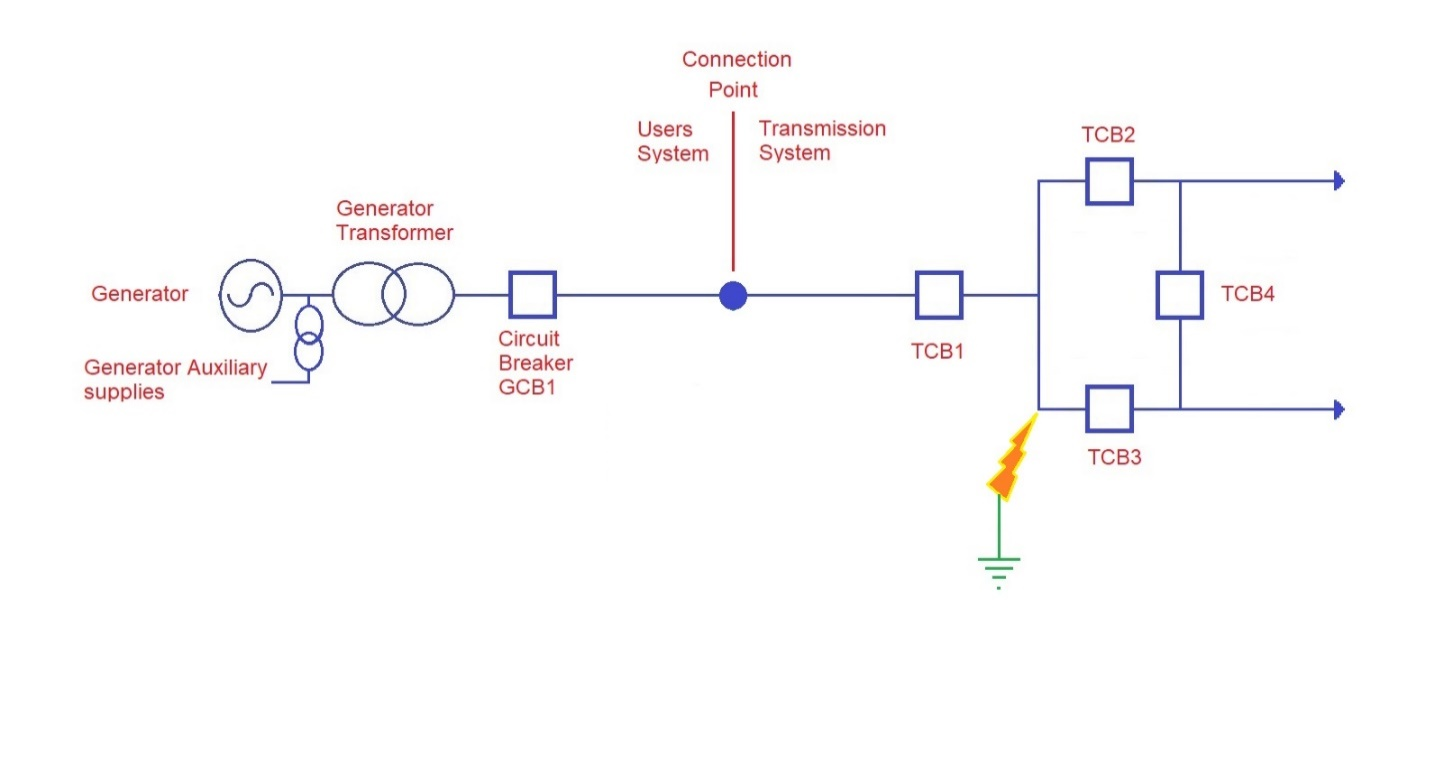 Connection
Point
Users
System
Transmission
System
TCB2
Generator
Transformer
Generator
TCB4
Circuit
Breaker
GCB1
TCB1
Generator Auxiliary
supplies
TCB3